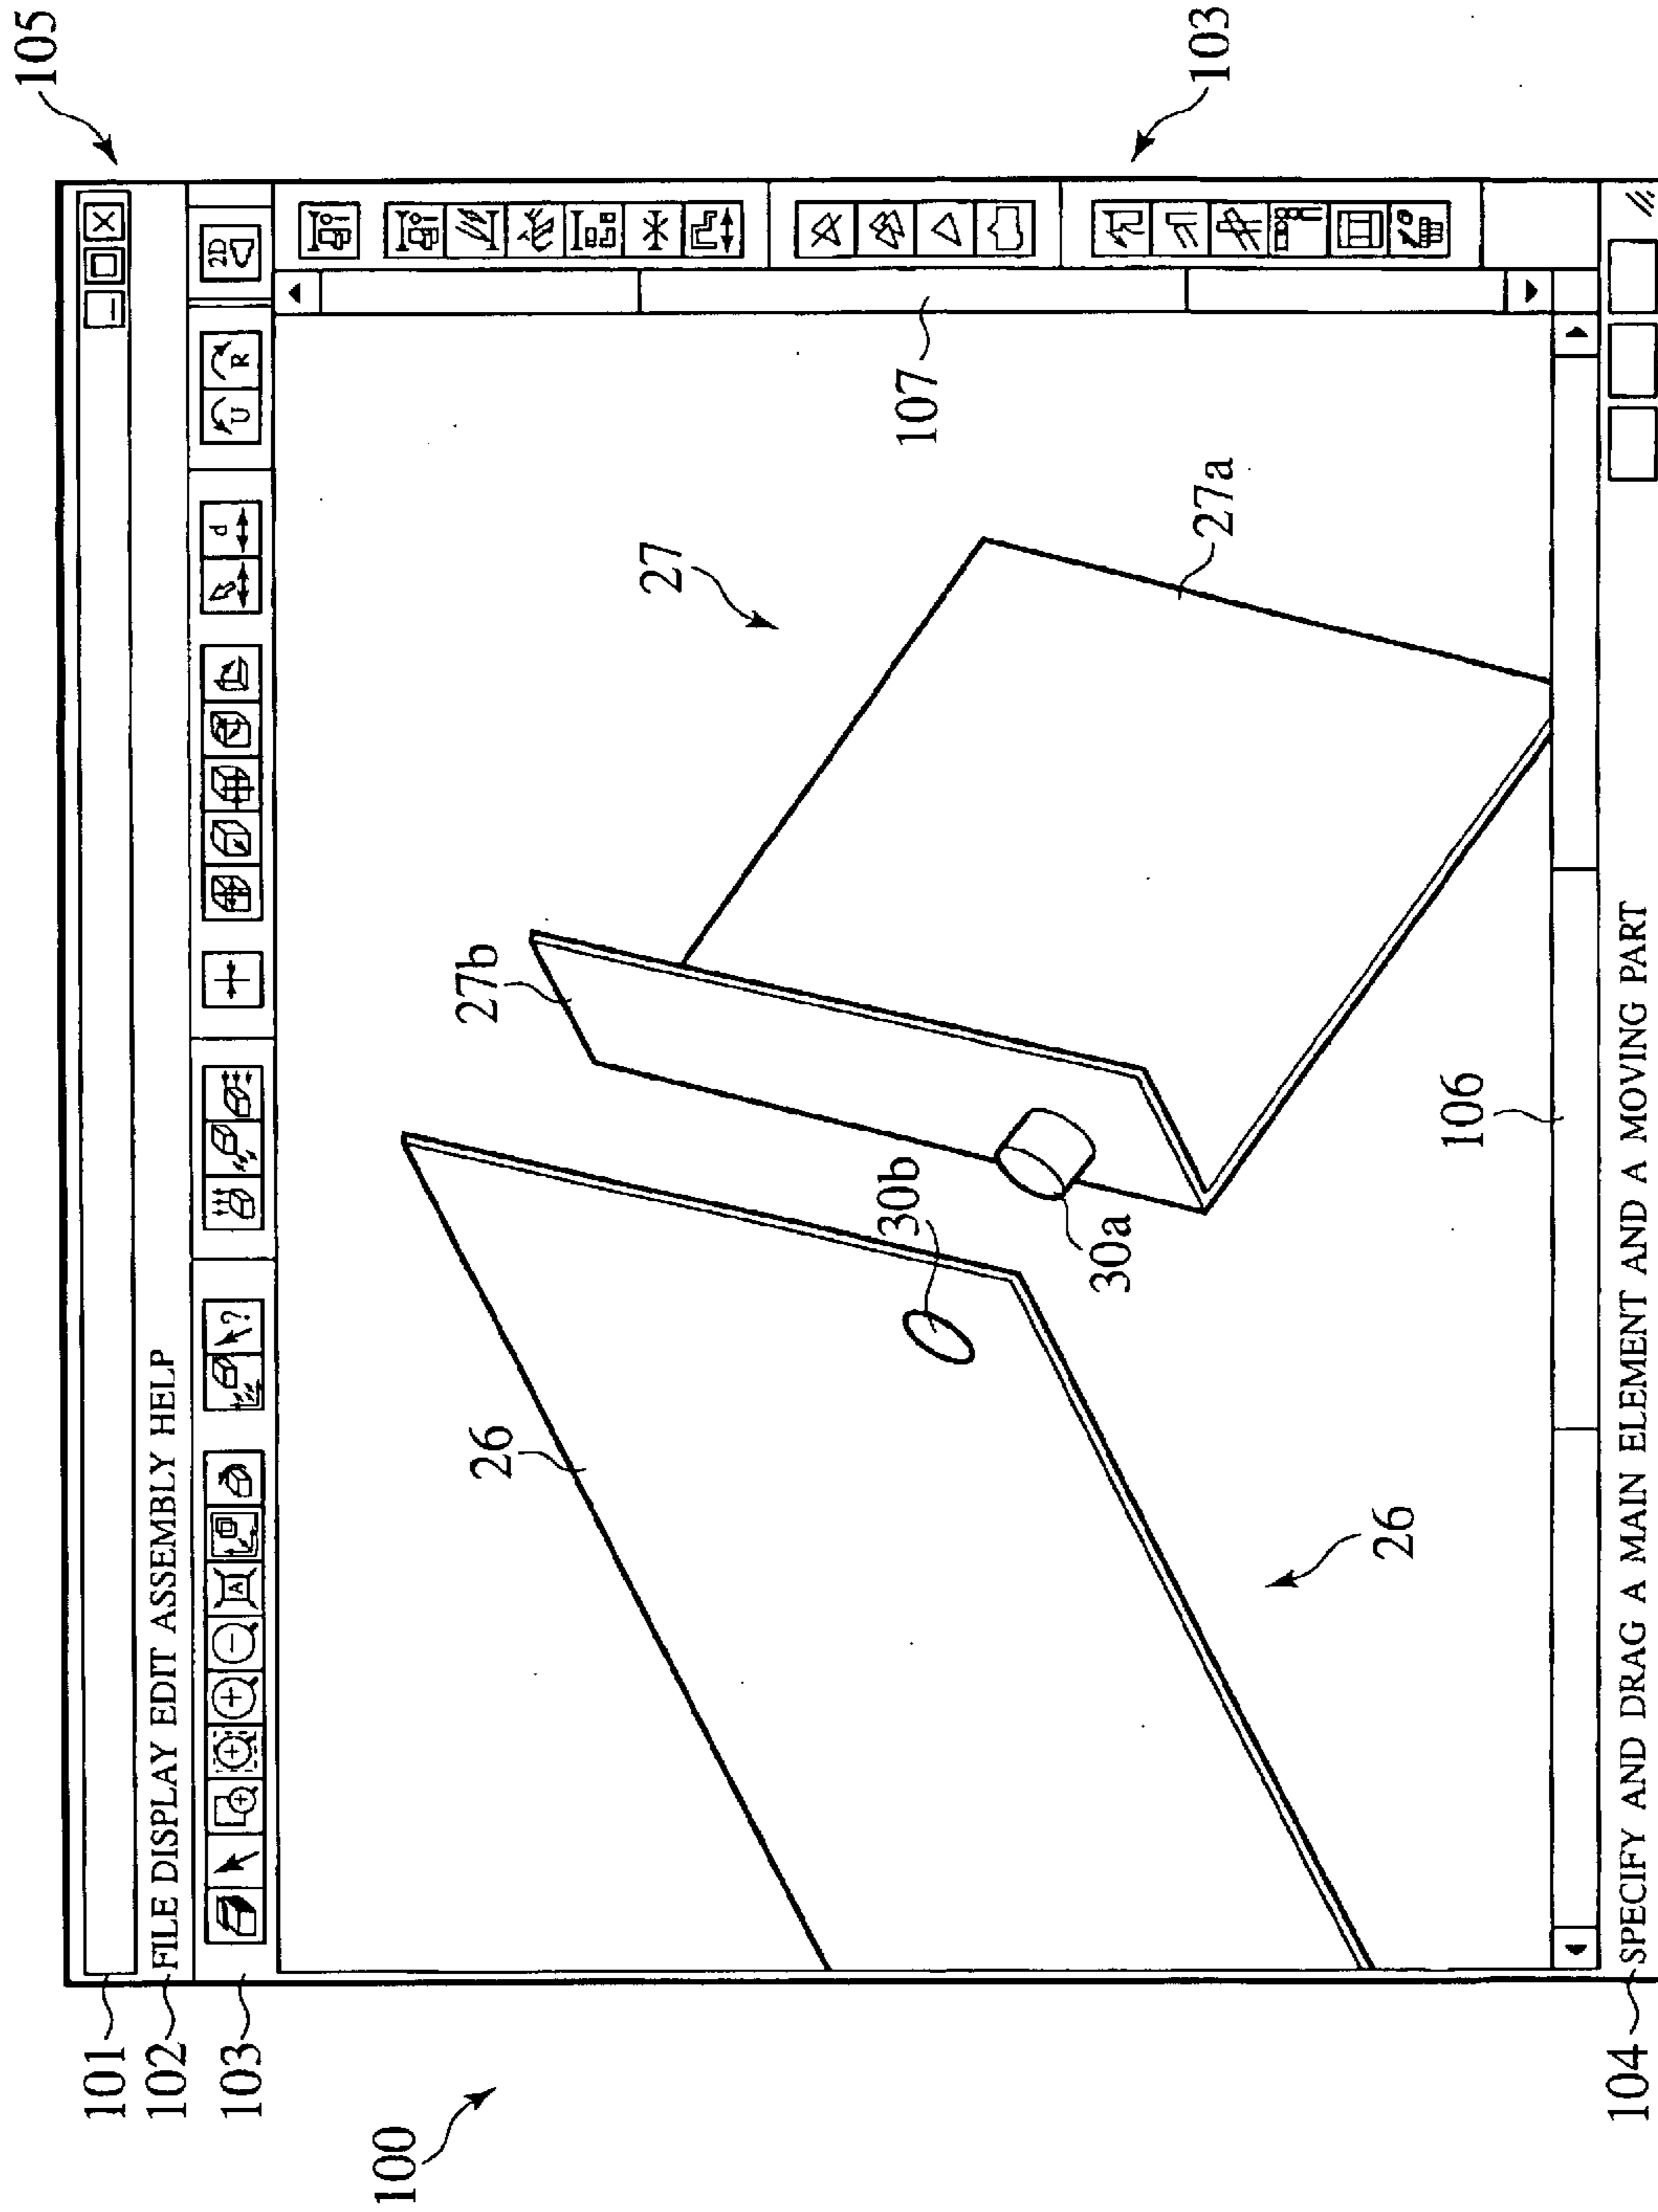 105
101
102
FILE DISPLAY EDIT ASSEMBLY HELP
103
2D
A
?
d
U
R
100
26
27b
27
30b
30a
107
27a
26
106
103
104
SPECIFY AND DRAG A MAIN ELEMENT AND A MOVING PART